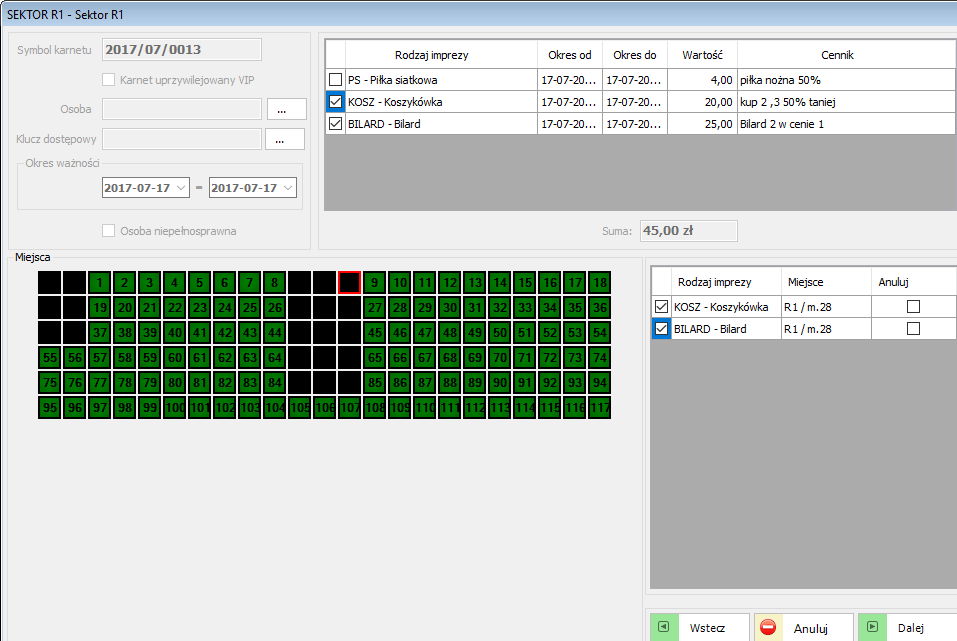 SEKTOR R1 - Sektor R1
Symbol karnetu 2017/07/0013
Karnet uprzywilejowany VIP
Osoba ...
Klucz dostępowy ...
Okres ważności
2017-07-17 = 2017-07-17
Osoba niepełnosprawna
Rodzaj imprezy Okres od Okres do Wartość Cennik
PS - Piłka siatkowa 17-07-20... 17-07-20... 4,00 piłka nożna 50%
KOSZ - Koszykówka 17-07-20... 17-07-20... 20,00 kup 2 ,3 50% taniej
BILARD - Bilard 17-07-20... 17-07-20... 25,00 Bilard 2 w cenie 1
Suma: 45,00 zł
Miejsca
1 2 3 4 5 6 7 8 9 10 11 12 13 14 15 16 17 18
19 20 21 22 23 24 25 26 27 28 29 30 31 32 33 34 35 36
37 38 39 40 41 42 43 44 45 46 47 48 49 50 51 52 53 54
55 56 57 58 59 60 61 62 63 64 65 66 67 68 69 70 71 72 73 74
75 76 77 78 79 80 81 82 83 84 85 86 87 88 89 90 91 92 93 94
95 96 97 98 99 100 101 102 103 104 105 106 107 108 109 110 111 112 113 114 115 116 117
Rodzaj imprezy Miejsce Anuluj
KOSZ - Koszykówka R1 / m.28
BILARD - Bilard R1 / m.28
Wstecz Anuluj Dalej